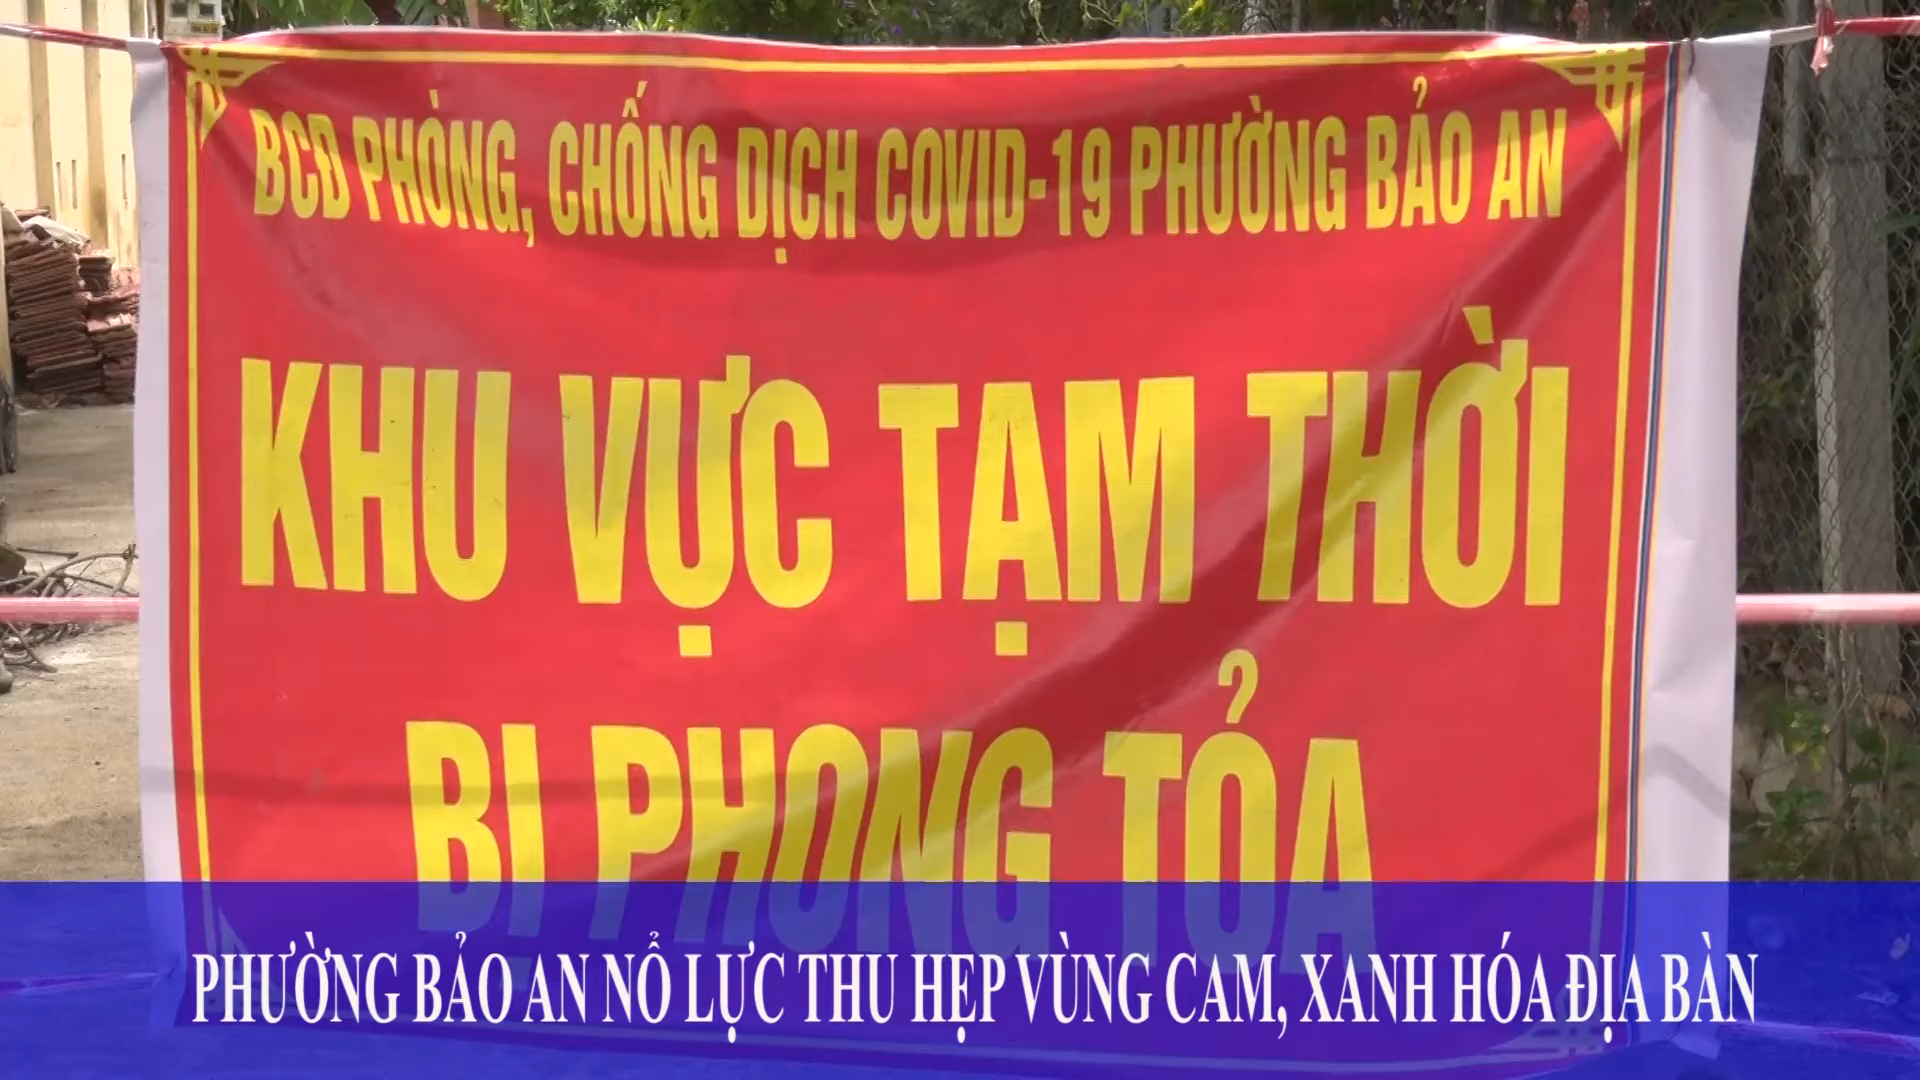 BCĐ PHÒNG, CHỐNG DỊCH COVID-19 PHƯỜNG BẢO AN
KHU VỰC TẠM THỜI
BỊ PHONG TỎA
PHƯỜNG BẢO AN NỔ LỰC THU HẸP VÙNG CAM, XANH HÓA ĐỊA BÀN